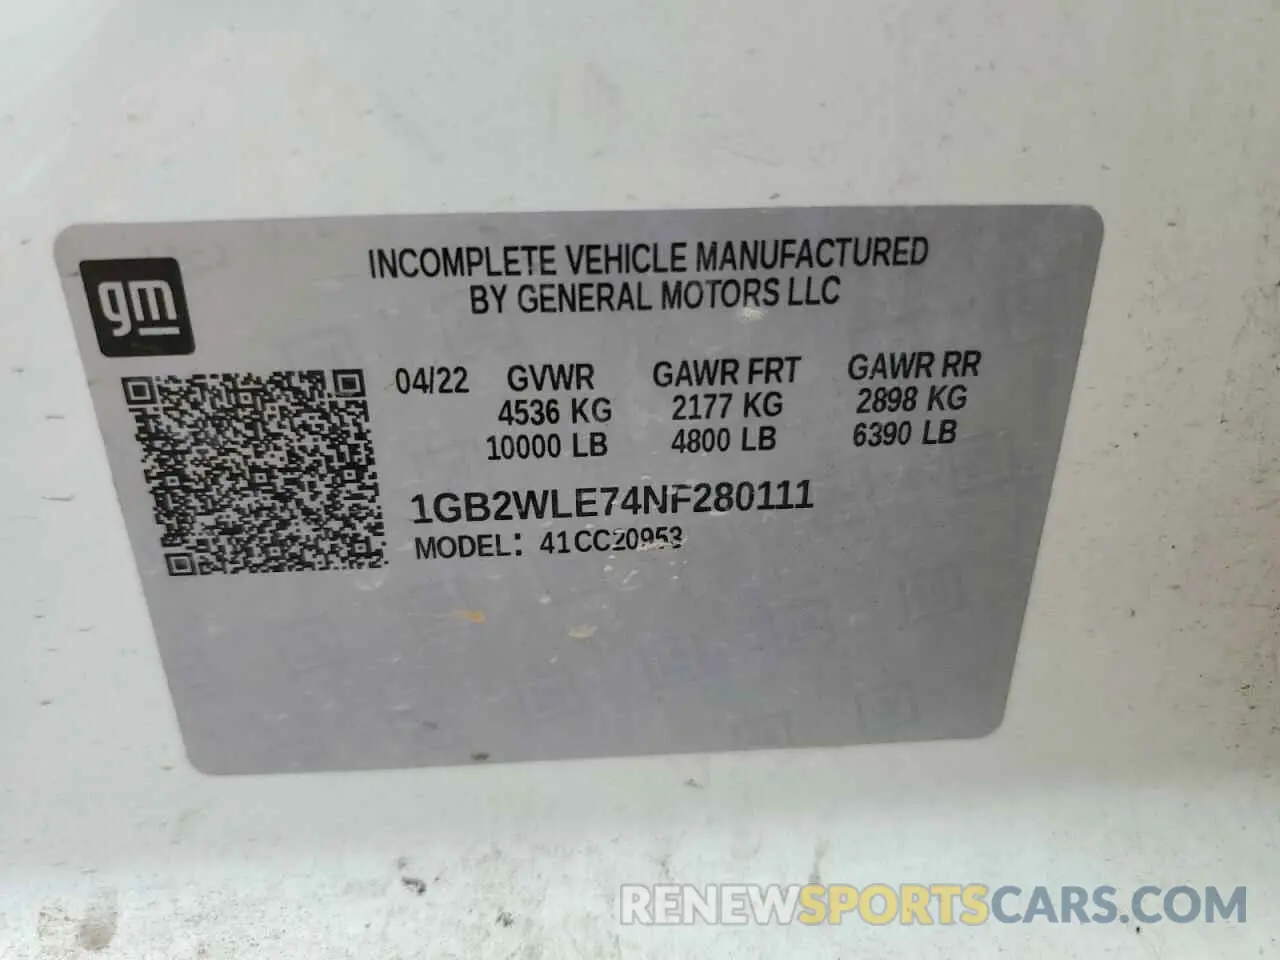 INCOMPLETE VEHICLE MANUFACTURED
BY GENERAL MOTORS LLC
gm
04/22 GVWR GAWR FRT GAWR RR
4536 KG 2177 KG 2898 KG
10000 LB 4800 LB 6390 LB
1GB2WLE74NF280111
MODEL: 41CC20953
RENEWSPORTSCARS.COM